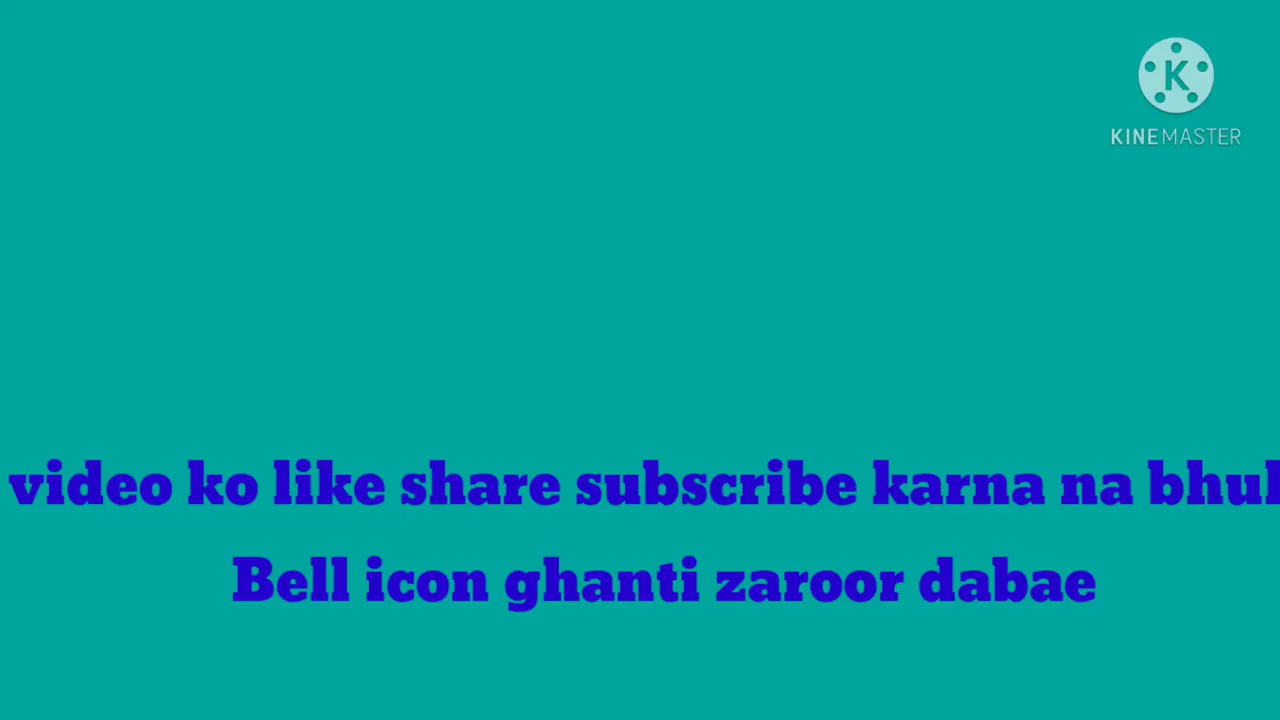 K
KINEMASTER
video ko like share subscribe karna na
Bell icon ghanti zaroor dabae